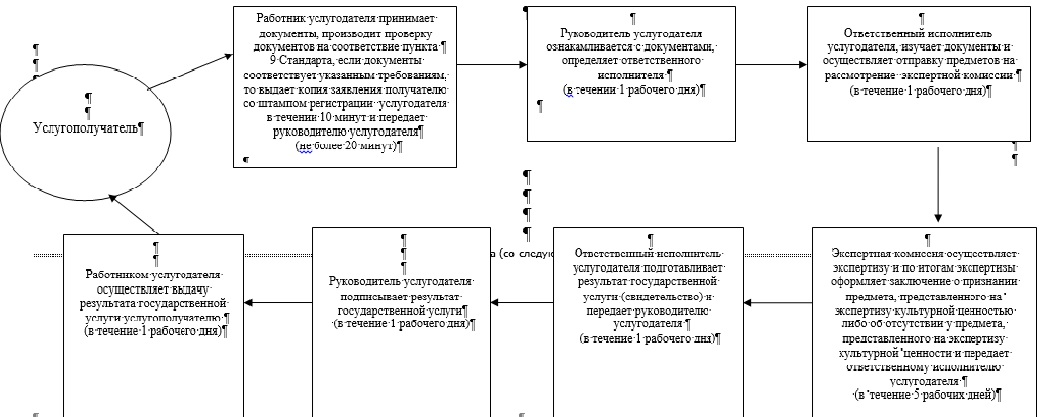 Услугополучатель
Работник услугодателя принимает
документы, производит проверку
документов на соответствие пункта
9 Стандарта, если документы
соответствует указанным требованиям,
то выдает копия заявления получателю
со штампом регистрации услугодателя
в течении 10 минут и передает
руководителю услугодателя
(не более 20 минут)
Руководитель услугодателя
ознакамливается с документами,
определяет ответственного
исполнителя
(в течении 1 рабочего дня)
Ответственный исполнитель
услугодателя, изучает документы и
осуществляет отправку предметов на
рассмотрение экспертной комиссии
(в течение 1 рабочего дня)
Экспертная комиссия осуществляет
экспертизу и по итогам экспертизы
оформляет заключение о признании
предмета, представленного на
экспертизу культурной ценностью
либо об отсутствии у предмета,
представленного на экспертизу
культурной ценности и передает
ответственному исполнителю
услугодателя
(в течение 5 рабочих дней)
Ответственный исполнитель
услугодателя подготавливает
результат государственной
услуги (свидетельство) и
передает руководителю
услугодателя
(в течение 1 рабочего дня)
а (со следую
Руководитель услугодателя
подписывает результат
государственной услуги
(в течение 1 рабочего дня)
Работником услугодателя
осуществляет выдачу
результата государственной
услуги услугополучателю
(в течение 1 рабочего дня)